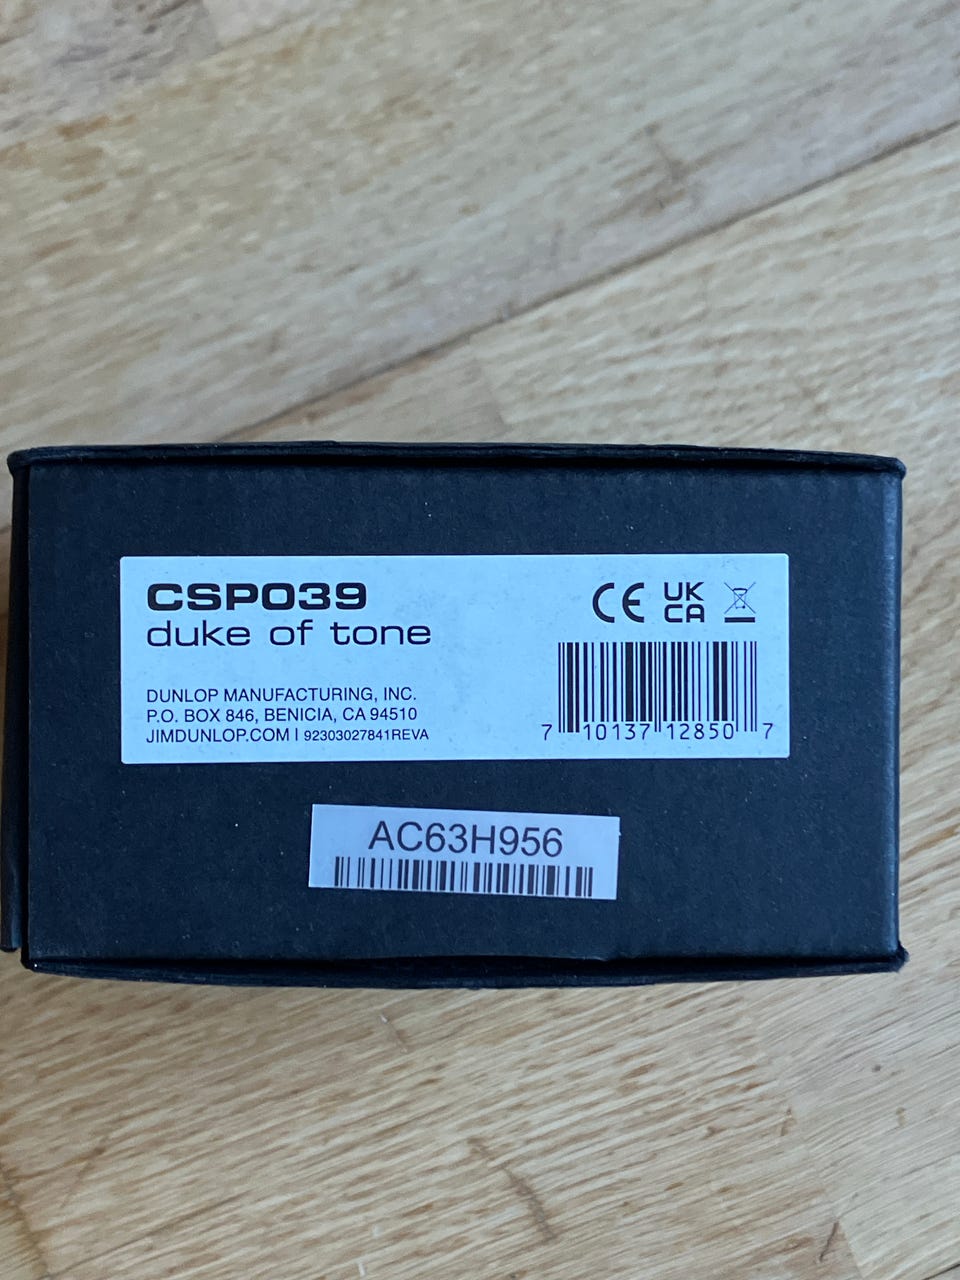 CSP039
duke of tone
CE UK CA
DUNLOP MANUFACTURING, INC.
P.O. BOX 846, BENICIA, CA 94510
JIMDUNLOP.COM | 92303027841REVA
7 10137 12850 7
AC63H956